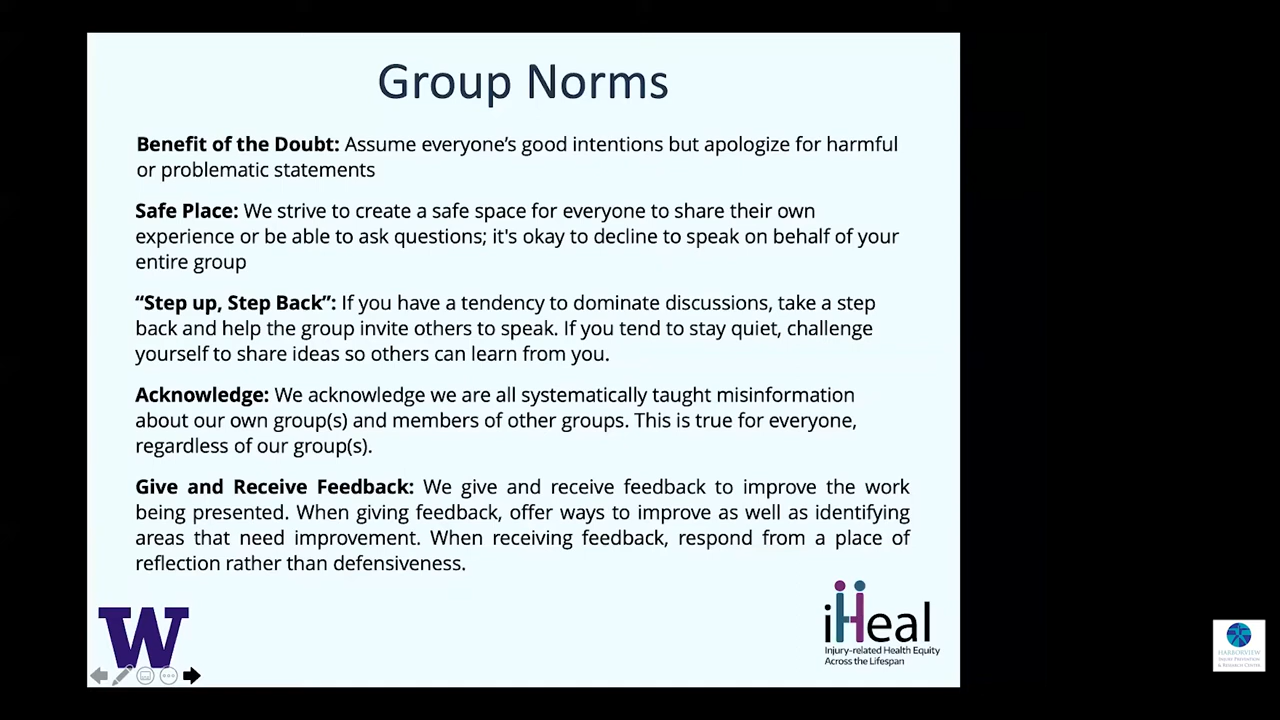 Group Norms
Benefit of the Doubt: Assume everyone’s good intentions but apologize for harmful
or problematic statements
Safe Place: We strive to create a safe space for everyone to share their own
experience or be able to ask questions; it's okay to decline to speak on behalf of your
entire group
“Step up, Step Back”: If you have a tendency to dominate discussions, take a step
back and help the group invite others to speak. If you tend to stay quiet, challenge
yourself to share ideas so others can learn from you.
Acknowledge: We acknowledge we are all systematically taught misinformation
about our own group(s) and members of other groups. This is true for everyone,
regardless of our group(s).
Give and Receive Feedback: We give and receive feedback to improve the work
being presented. When giving feedback, offer ways to improve as well as identifying
areas that need improvement. When receiving feedback, respond from a place of
reflection rather than defensiveness.
W
iHeal
Injury-related Health Equity
Across the Lifespan
HARBORVIEW
INJURY PREVENTION
& RESEARCH CENTER